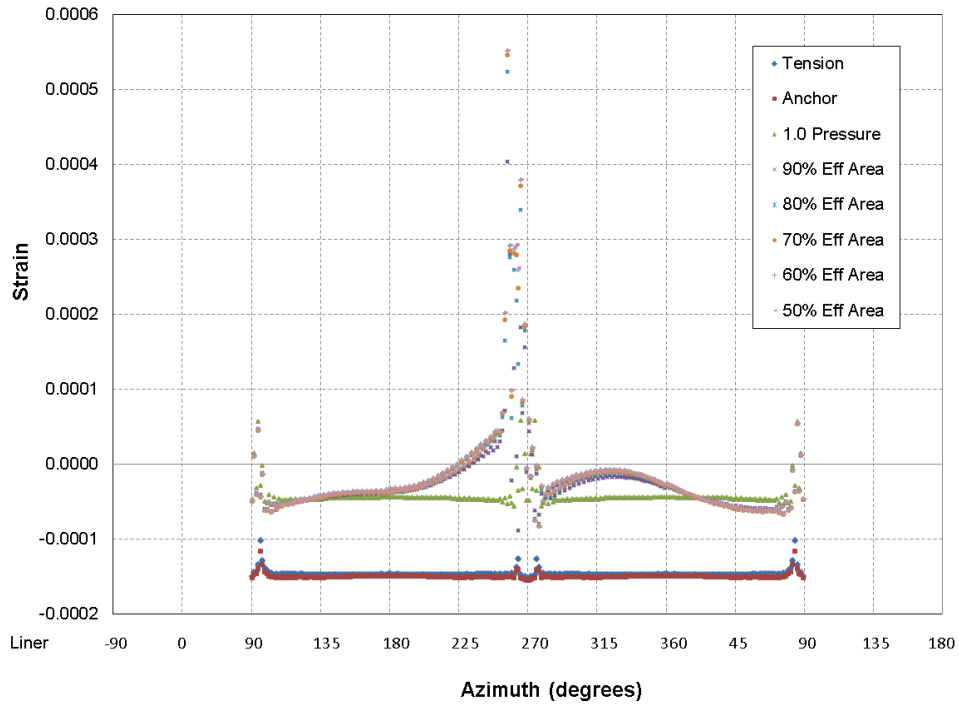 0.0006
0.0005
0.0004
0.0003
0.0002
0.0001
0.0000
-0.0001
-0.0002
Strain
Tension
Anchor
1.0 Pressure
90% Eff Area
80% Eff Area
70% Eff Area
60% Eff Area
50% Eff Area
Liner -90 0 90 135 180 225 270 315 360 45 90 135 180
Azimuth (degrees)